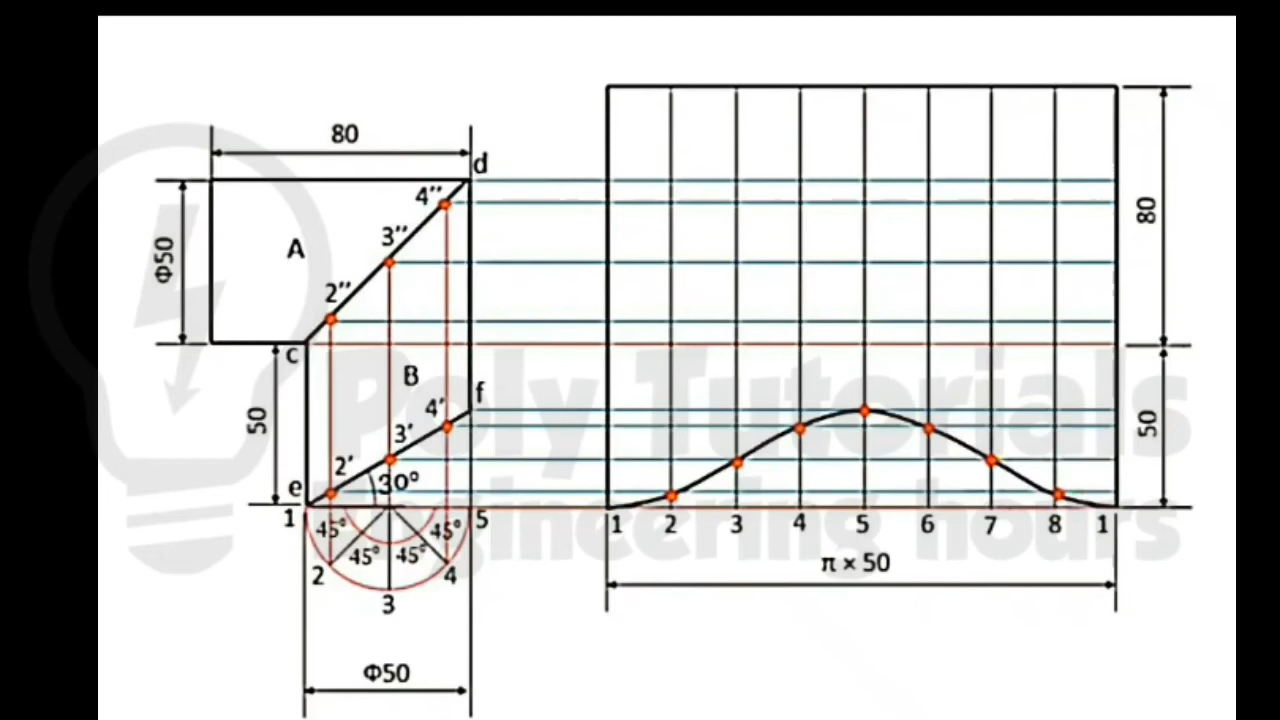 80
d
4″
Φ50
A
3″
80
2″
c
B
f
50
4′
50
3′
2′
e
30°
1
5
45°
45°
45°
45°
2
4
3
1 2 3 4 5 6 7 8 1
π × 50
Φ50
Poly Tutorials
Engineering hours